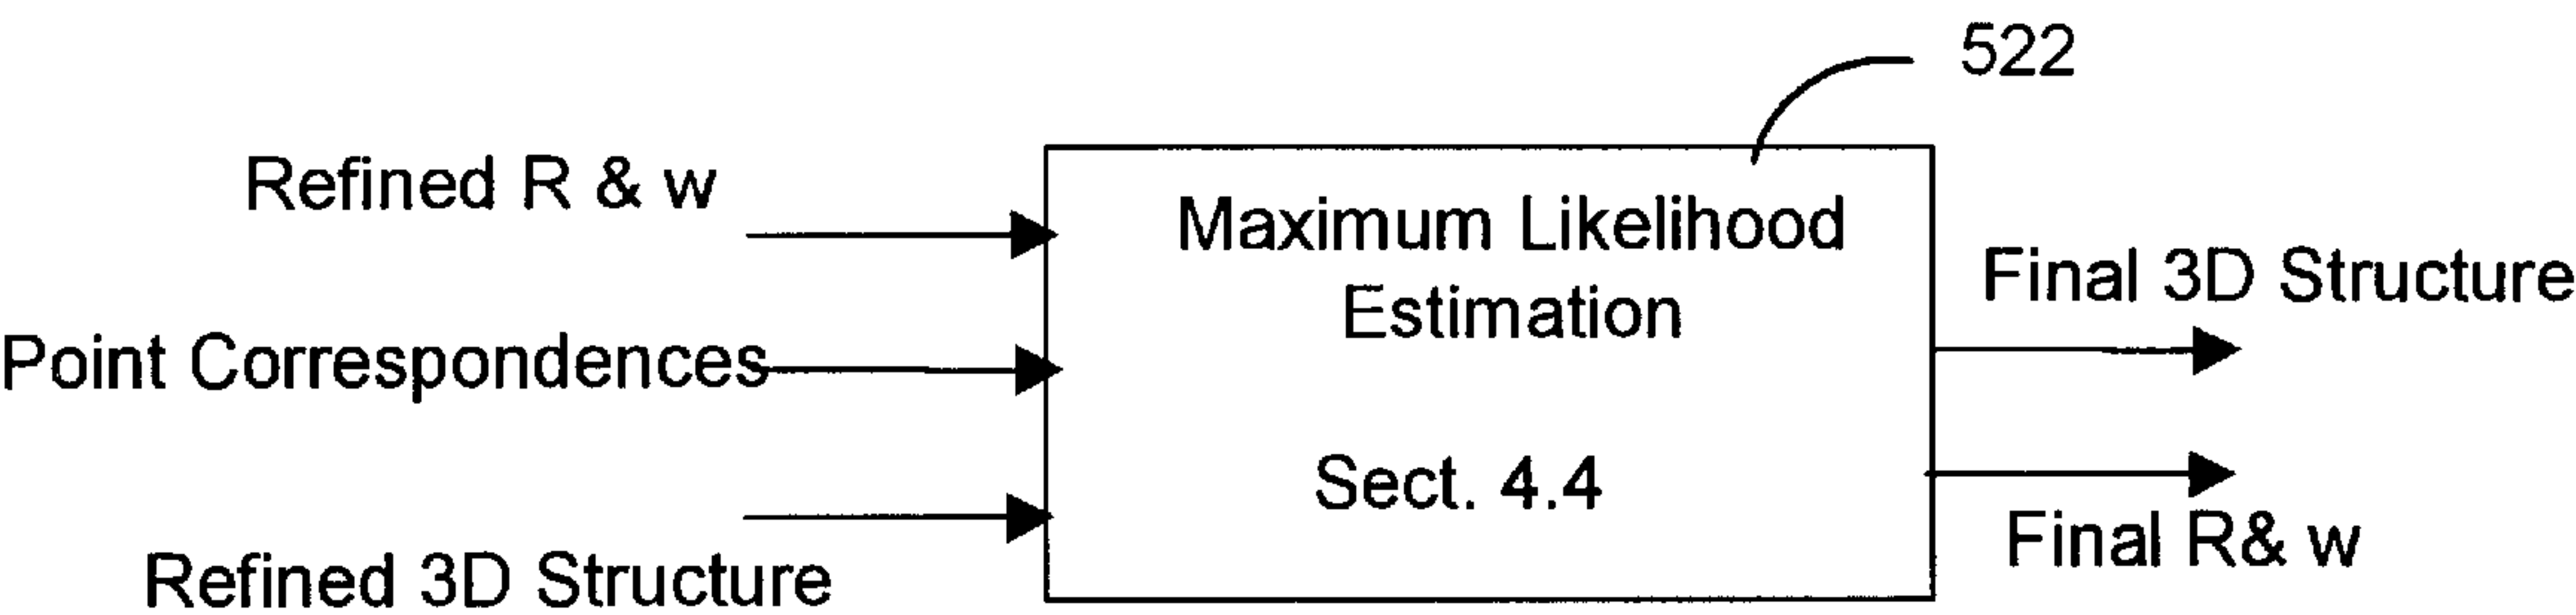 522
Refined R & w
Maximum Likelihood
Estimation
Final 3D Structure
Point Correspondences
Sect. 4.4
Final R& w
Refined 3D Structure